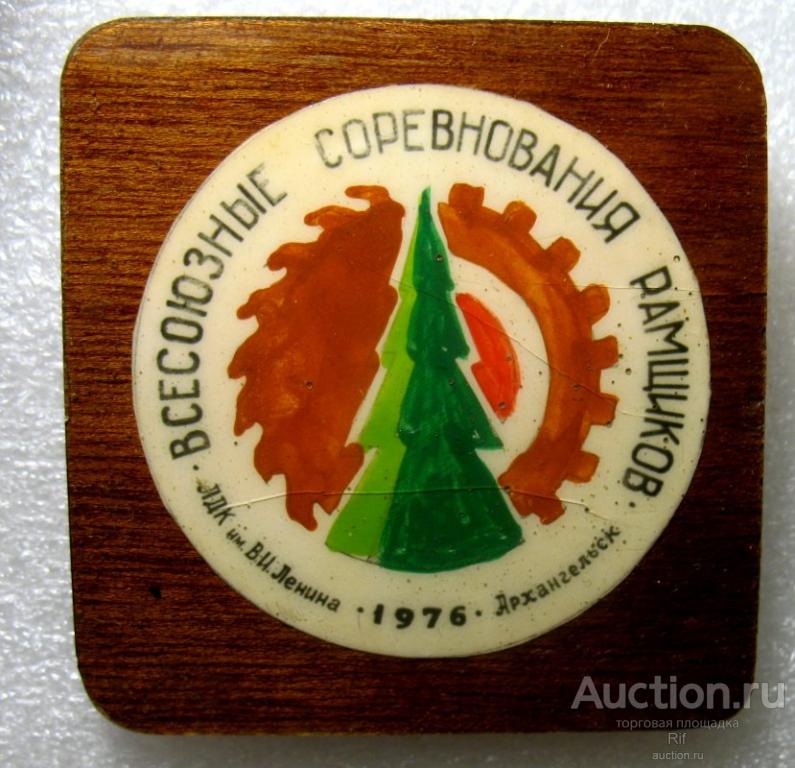 · ВСЕСОЮЗНЫЕ СОРЕВНОВАНИЯ РАМЩИКОВ ·
ЛДК им. В.И. Ленина · 1976 · Архангельск
Auction.ru
торговая площадка
Rif
auction.ru